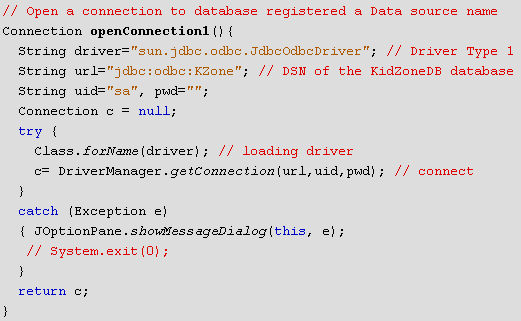 // Open a connection to database registered a Data source name
Connection openConnection1(){
  String driver="sun.jdbc.odbc.JdbcOdbcDriver"; // Driver Type 1
  String url="jdbc:odbc:KZone"; // DSN of the KidZoneDB database
  String uid="sa", pwd="";
  Connection c = null;
  try {
    Class.forName(driver); // loading driver
    c= DriverManager.getConnection(url,uid,pwd); // connect
  }
  catch (Exception e)
  { JOptionPane.showMessageDialog(this, e);
   // System.exit(0);
  }
  return c;
}